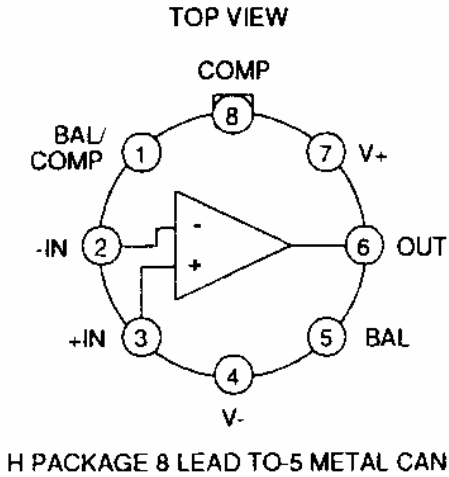 TOP VIEW
COMP
8
BAL/
COMP
1
7
V+
-IN
2
-
+
6
OUT
+IN
3
5
BAL
4
V-
H PACKAGE 8 LEAD TO-5 METAL CAN